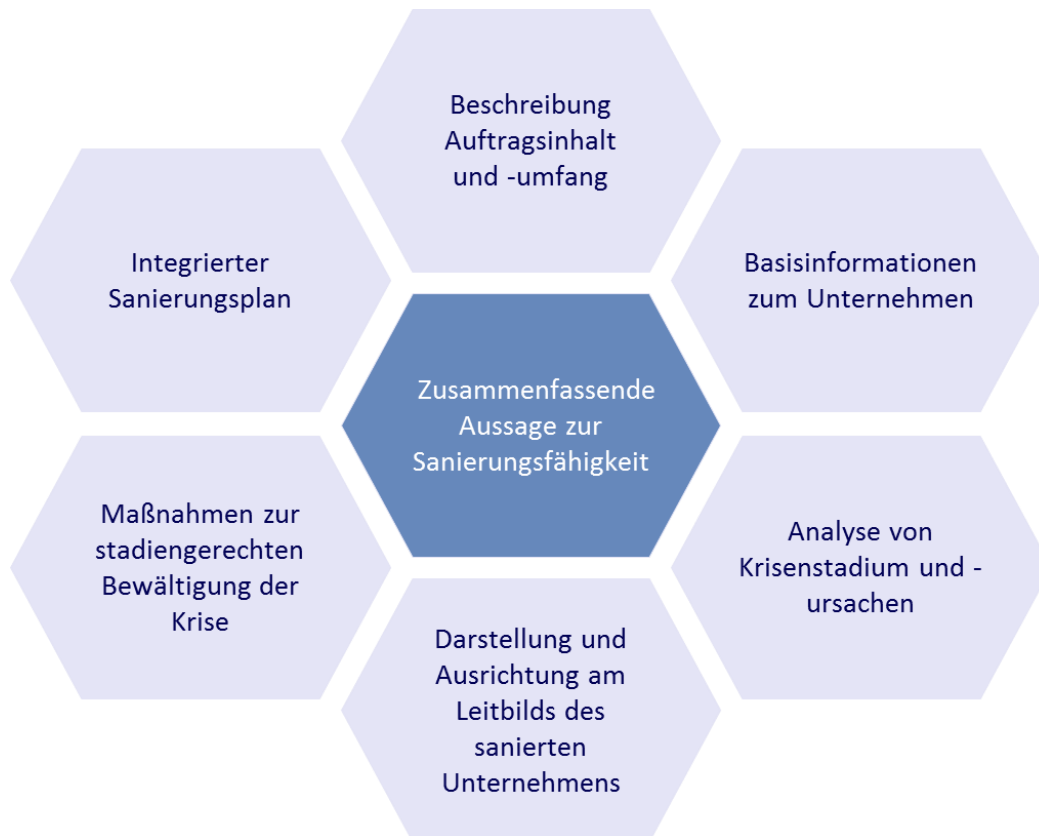 Beschreibung
Auftragsinhalt
und -umfang
Integrierter
Sanierungsplan
Basisinformationen
zum Unternehmen
Zusammenfassende
Aussage zur
Sanierungsfähigkeit
Maßnahmen zur
stadiengerechten
Bewältigung der
Krise
Analyse von
Krisenstadium und -
ursachen
Darstellung und
Ausrichtung am
Leitbilds des
sanierten
Unternehmens